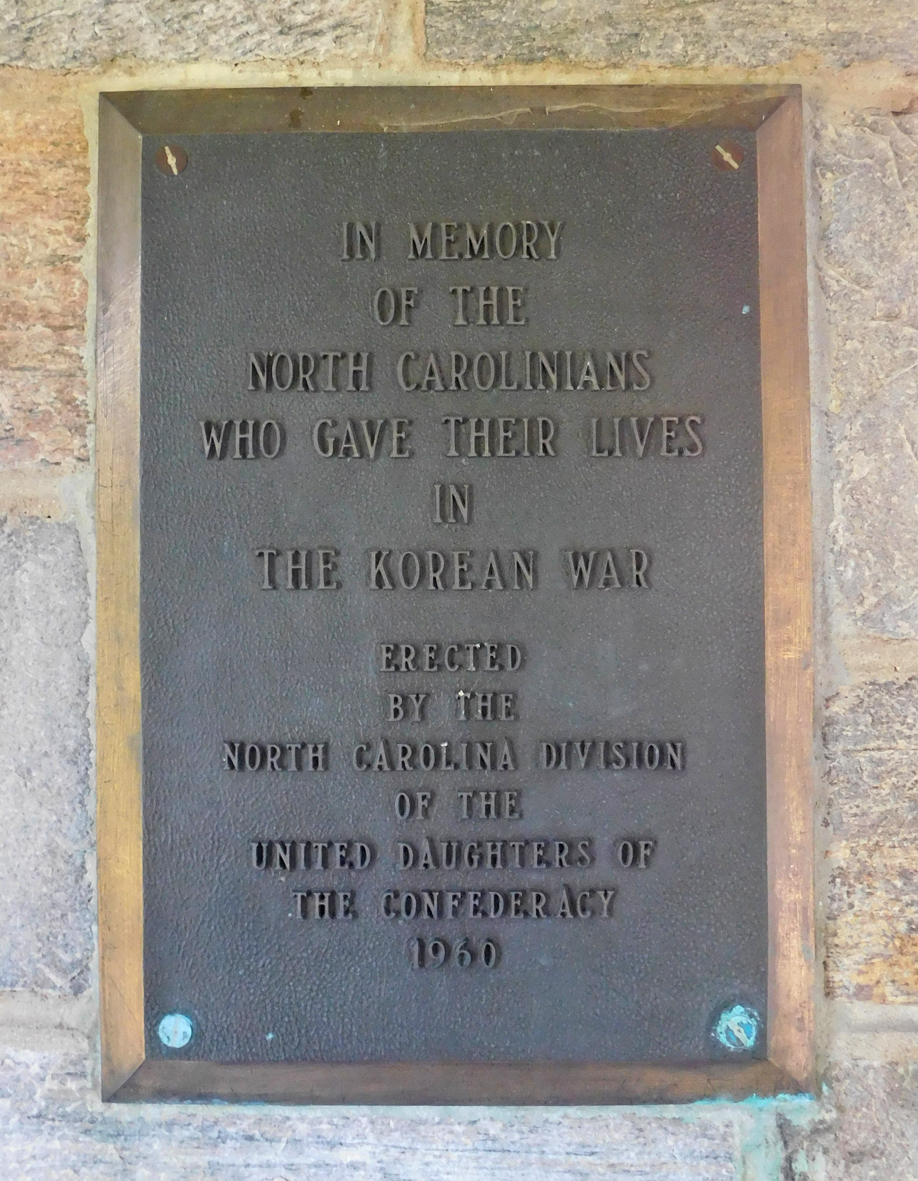 IN MEMORY
OF THE
NORTH CAROLINIANS
WHO GAVE THEIR LIVES
IN
THE KOREAN WAR
ERECTED
BY THE
NORTH CAROLINA DIVISION
OF THE
UNITED DAUGHTERS OF
THE CONFEDERACY
1960